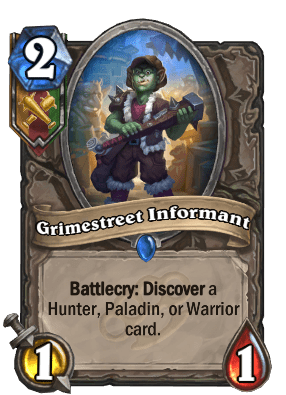 2
Grimestreet Informant
Battlecry: Discover a
Hunter, Paladin, or Warrior
card.
1
1